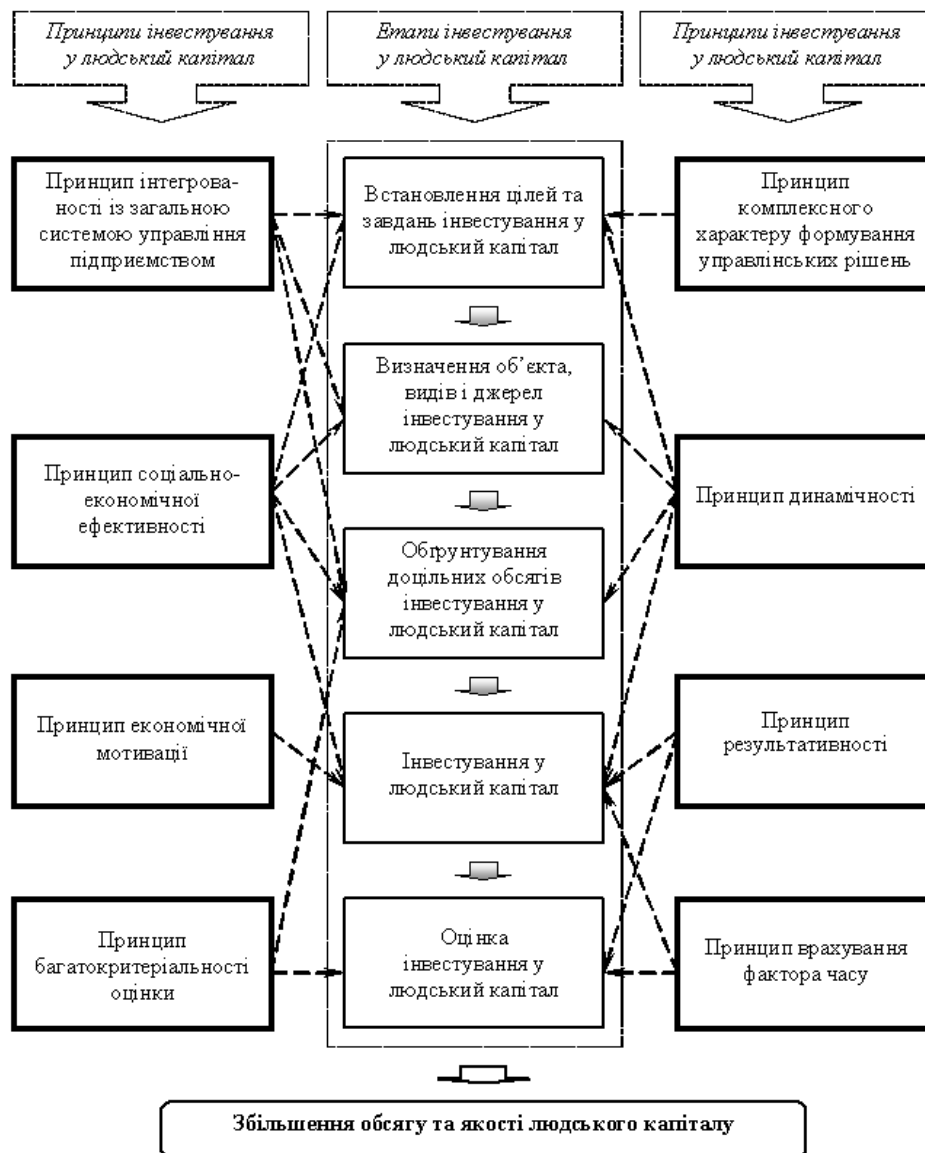 Принципи інвестування
у людський капітал
Етапи інвестування
у людський капітал
Принципи інвестування
у людський капітал
Принцип інтегрова-
ності із загальною
системою управління
підприємством
Встановлення цілей та
завдань інвестування у
людський капітал
Принцип
комплексного
характеру формування
управлінських рішень
Визначення об’єкта,
видів і джерел
інвестування у
людський капітал
Принцип соціально-
економічної
ефективності
Принцип динамічності
Обґрунтування
доцільних обсягів
інвестування у
людський капітал
Принцип економічної
мотивації
Інвестування у
людський капітал
Принцип
результативності
Принцип
багатокритеріальності
оцінки
Оцінка
інвестування у
людський капітал
Принцип врахування
фактора часу
Збільшення обсягу та якості людського капіталу